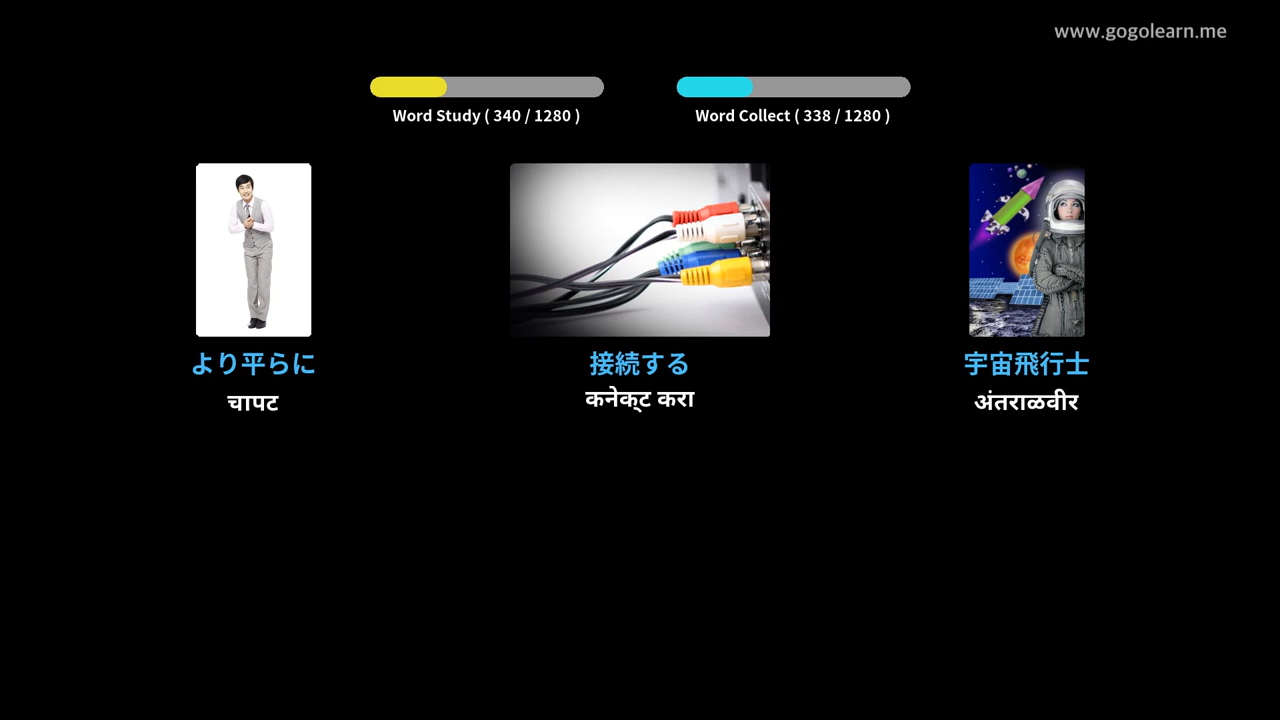 www.gogolearn.me
Word Study ( 340 / 1280 )
Word Collect ( 338 / 1280 )
より平らに
चापट
接続する
कनेक्ट करा
宇宙飛行士
अंतराळवीर